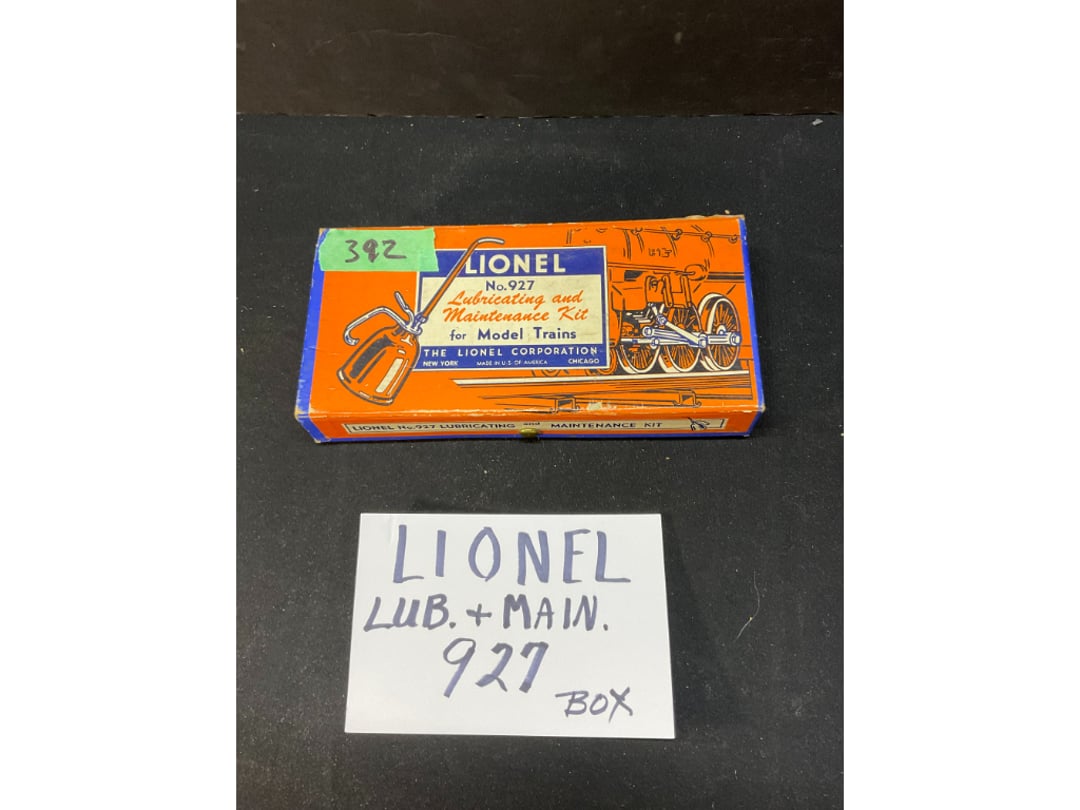 392
LIONEL
No.927
Lubricating and
Maintenance Kit
for Model Trains
THE LIONEL CORPORATION
NEW YORK MADE IN U.S. OF AMERICA CHICAGO
LIONEL No.927 LUBRICATING and MAINTENANCE KIT
LIONEL
LUB. + MAIN.
927
BOX